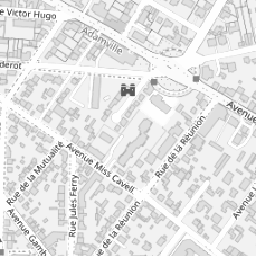 e Victor Hugo
Adamville
derot
Avenue
Rue de la Réunion
Avenue Miss Cavell
Rue de la Mutualité
Rue Jules Ferry
Rue de la Réunion
Avenue Gamb